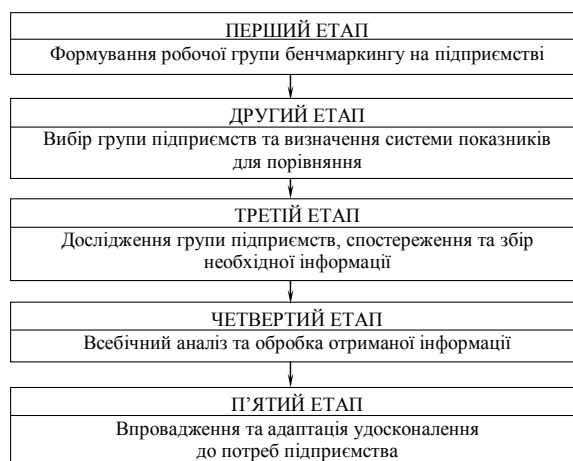 ПЕРШИЙ ЕТАП
Формування робочої групи бенчмаркингу на підприємстві
ДРУГИЙ ЕТАП
Вибір групи підприємств та визначення системи показників
для порівняння
ТРЕТІЙ ЕТАП
Дослідження групи підприємств, спостереження та збір
необхідної інформації
ЧЕТВЕРТИЙ ЕТАП
Всебічний аналіз та обробка отриманої інформації
П’ЯТИЙ ЕТАП
Впровадження та адаптація удосконалення
до потреб підприємства